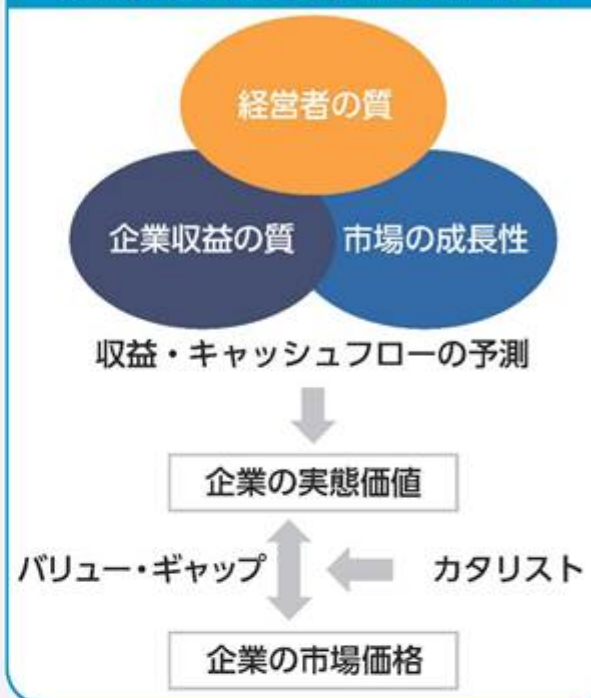 経営者の質
企業収益の質
市場の成長性
収益・キャッシュフローの予測
企業の実態価値
バリュー・ギャップ
カタリスト
企業の市場価格